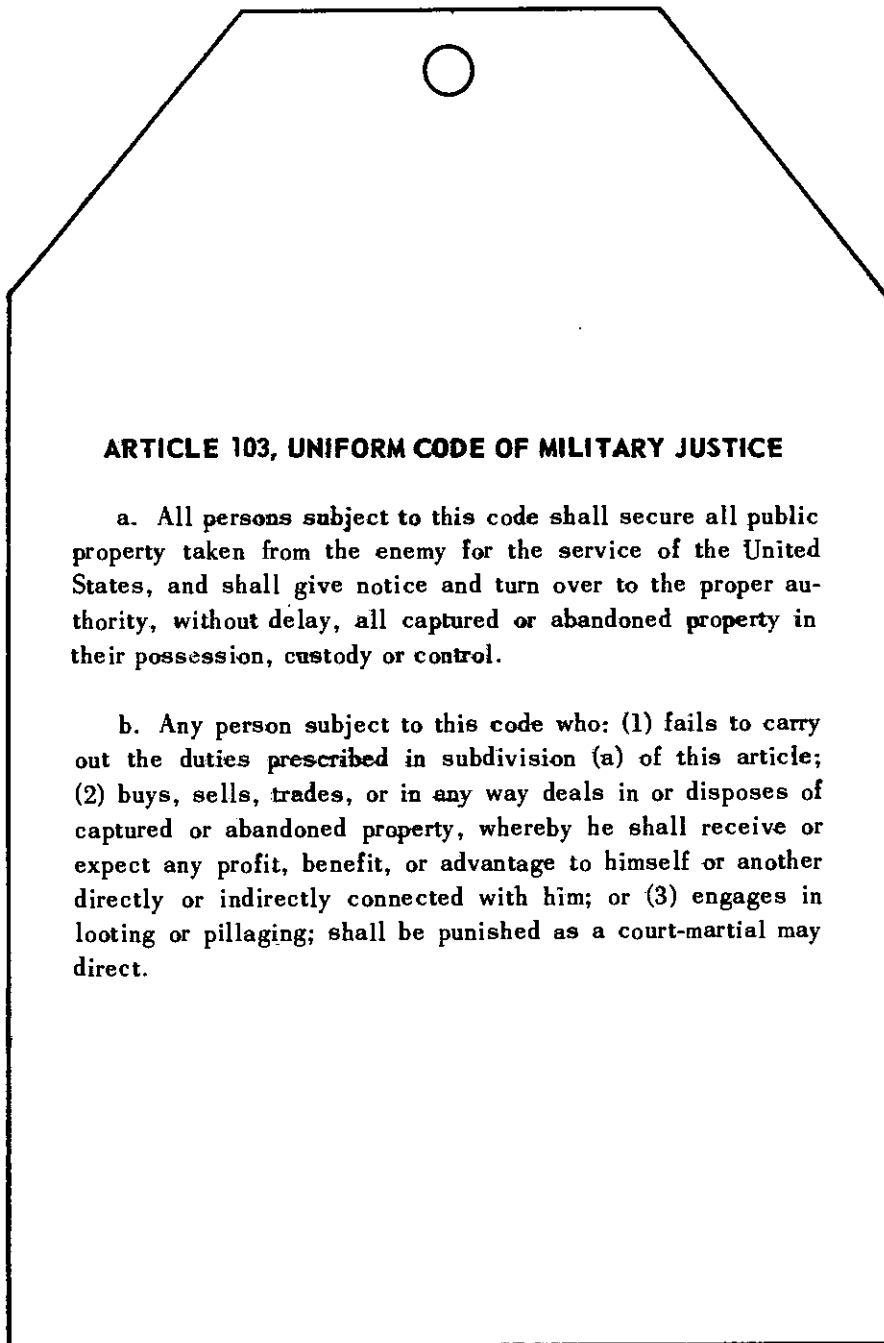 ARTICLE 103, UNIFORM CODE OF MILITARY JUSTICE
a. All persons subject to this code shall secure all public
property taken from the enemy for the service of the United
States, and shall give notice and turn over to the proper au-
thority, without delay, all captured or abandoned property in
their possession, custody or control.
b. Any person subject to this code who: (1) fails to carry
out the duties prescribed in subdivision (a) of this article;
(2) buys, sells, trades, or in any way deals in or disposes of
captured or abandoned property, whereby he shall receive or
expect any profit, benefit, or advantage to himself or another
directly or indirectly connected with him; or (3) engages in
looting or pillaging; shall be punished as a court-martial may
direct.